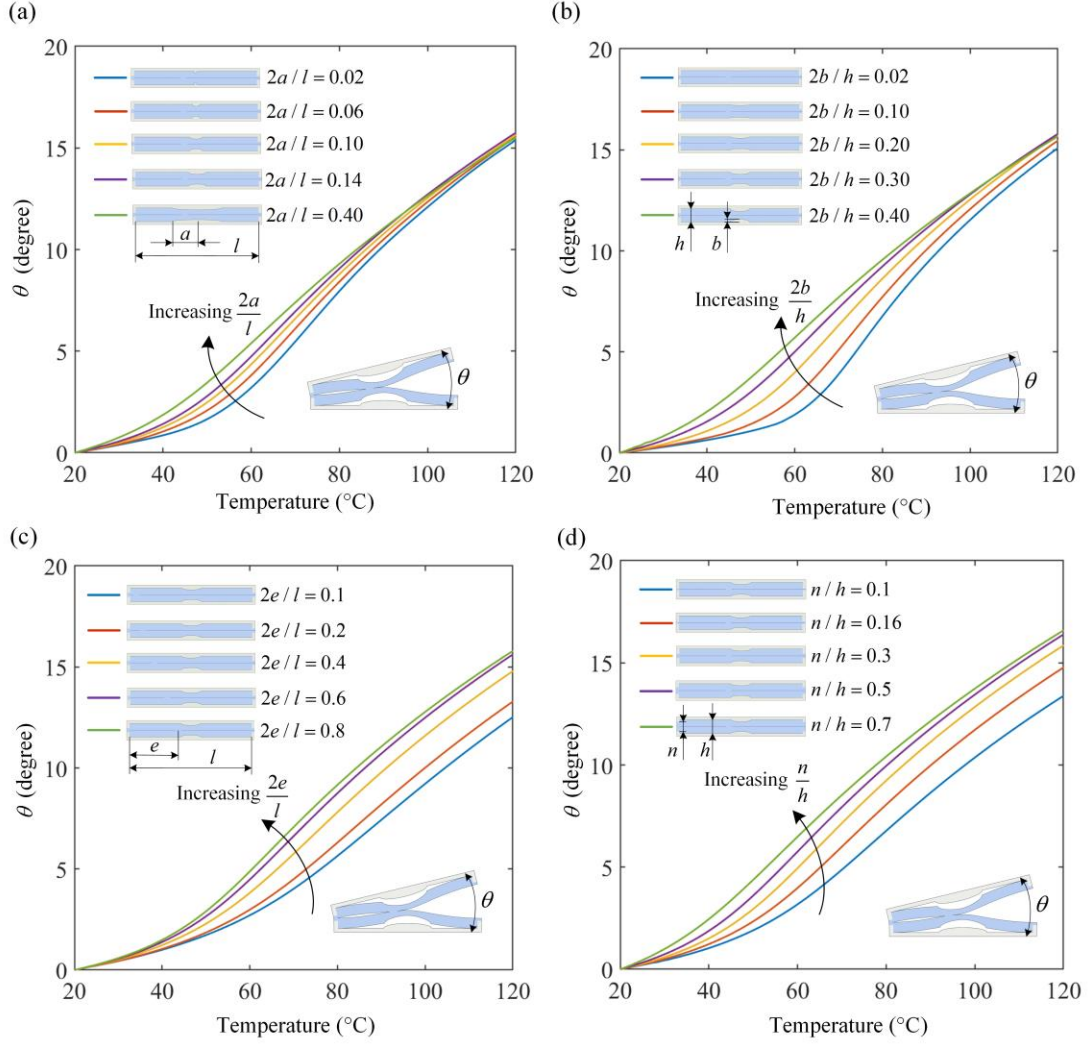 (a)
20
15
10
5
0
θ (degree)
2a / l = 0.02
2a / l = 0.06
2a / l = 0.10
2a / l = 0.14
2a / l = 0.40
a
l
Increasing 2a/l
θ
20 40 60 80 100 120
Temperature (°C)
(b)
20
15
10
5
0
θ (degree)
2b / h = 0.02
2b / h = 0.10
2b / h = 0.20
2b / h = 0.30
2b / h = 0.40
h b
Increasing 2b/h
θ
20 40 60 80 100 120
Temperature (°C)
(c)
20
15
10
5
0
θ (degree)
2e / l = 0.1
2e / l = 0.2
2e / l = 0.4
2e / l = 0.6
2e / l = 0.8
e
l
Increasing 2e/l
θ
20 40 60 80 100 120
Temperature (°C)
(d)
20
15
10
5
0
θ (degree)
n / h = 0.1
n / h = 0.16
n / h = 0.3
n / h = 0.5
n / h = 0.7
n h
Increasing n/h
θ
20 40 60 80 100 120
Temperature (°C)